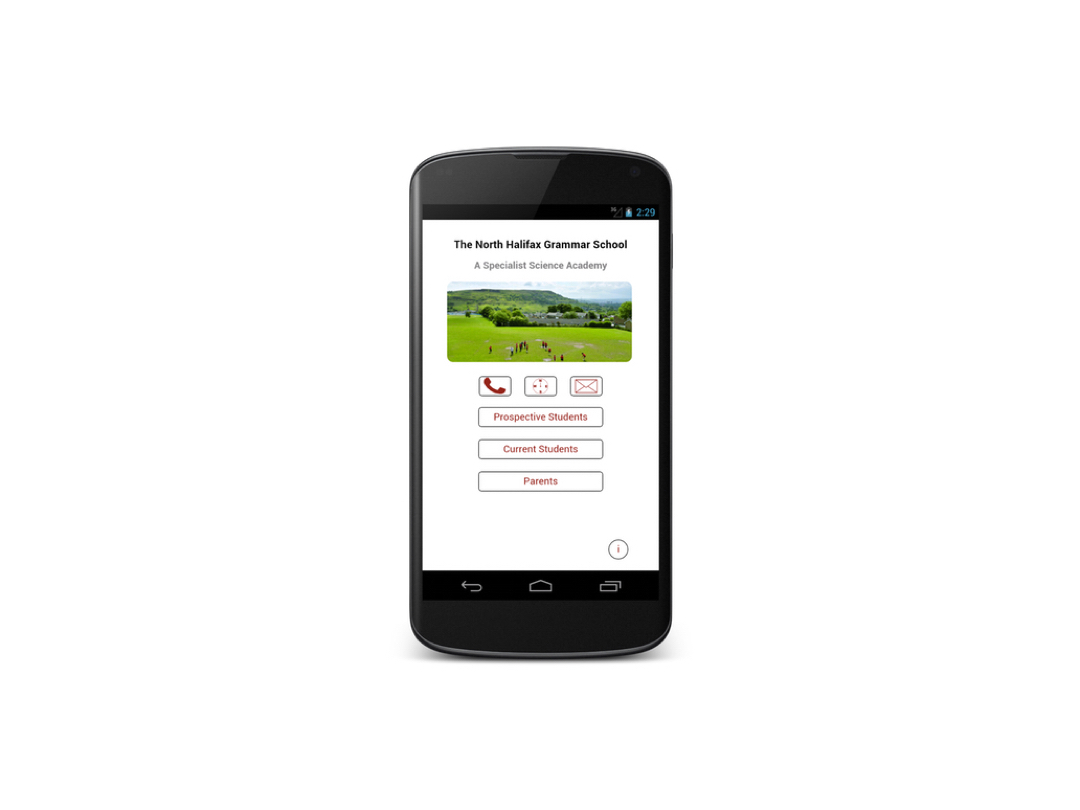 2:29
The North Halifax Grammar School
A Specialist Science Academy
Prospective Students
Current Students
Parents
i